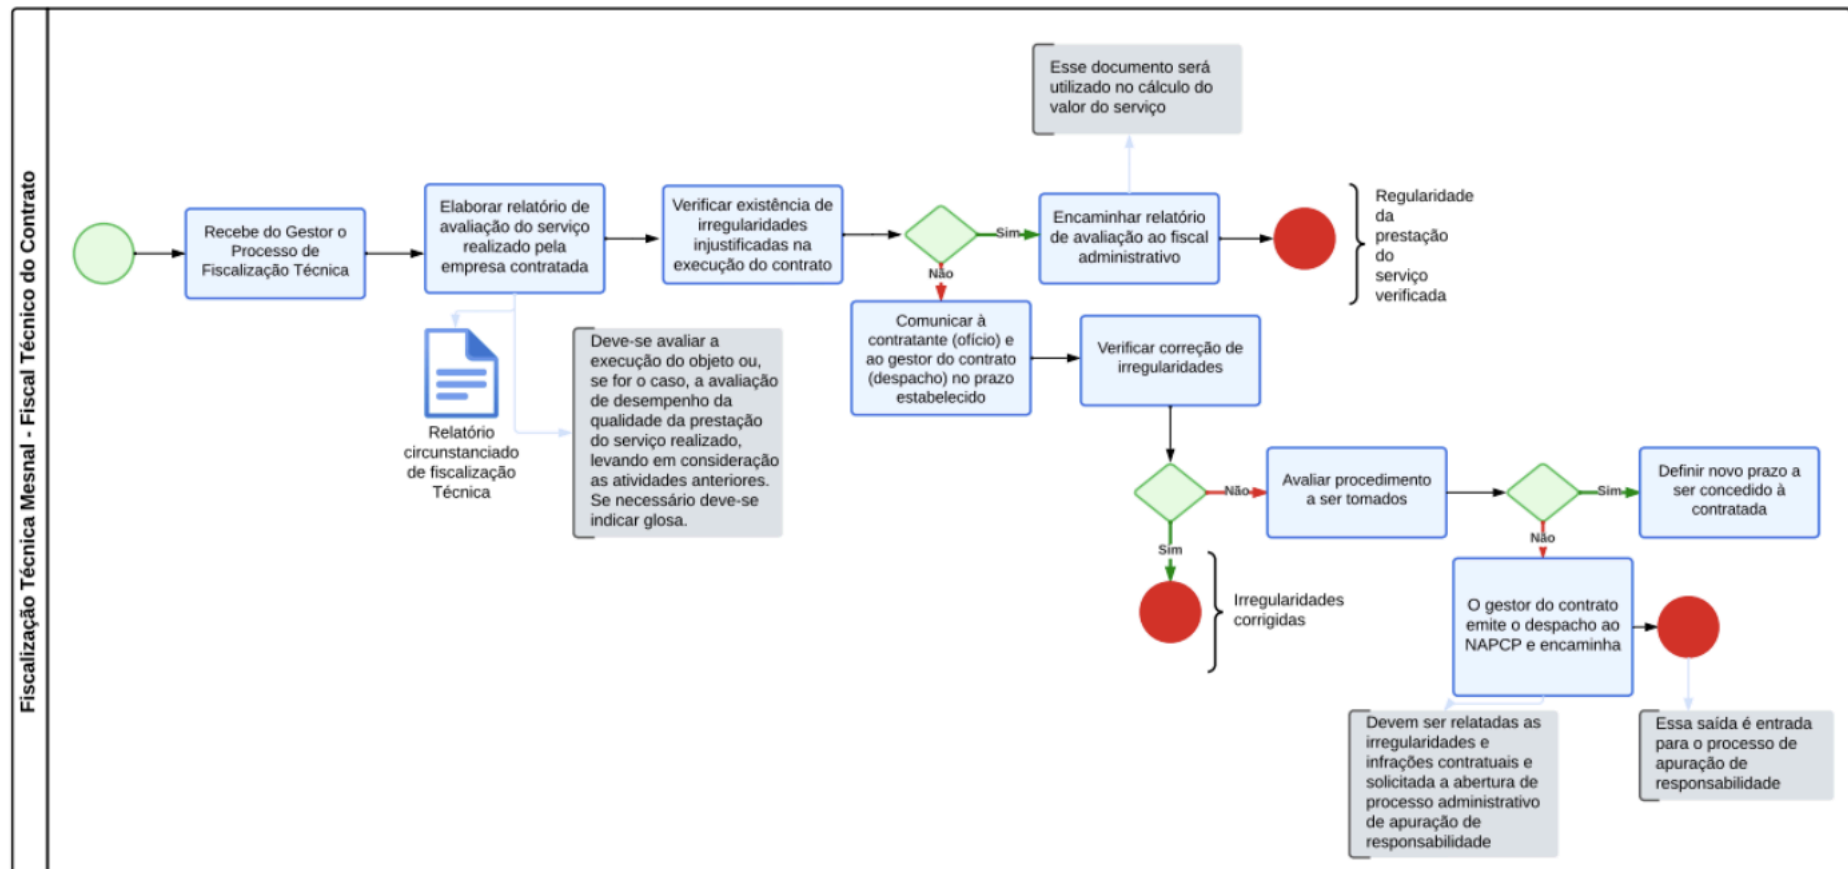 Fiscalização Técnica Mesnal - Fiscal Técnico do Contrato
Recebe do Gestor o
Processo de
Fiscalização Técnica
Elaborar relatório de
avaliação do serviço
realizado pela
empresa contratada
Relatório
circunstanciado
de fiscalização
Técnica
Deve-se avaliar a
execução do objeto ou,
se for o caso, a avaliação
de desempenho da
qualidade da prestação
do serviço realizado,
levando em consideração
as atividades anteriores.
Se necessário deve-se
indicar glosa.
Verificar existência de
irregularidades
injustificadas na
execução do contrato
Sim
Não
Esse documento será
utilizado no cálculo do
valor do serviço
Encaminhar relatório
de avaliação ao fiscal
administrativo
Regularidade
da
prestação
do
serviço
verificada
Comunicar à
contratante (ofício) e
ao gestor do contrato
(despacho) no prazo
estabelecido
Verificar correção de
irregularidades
Não
Sim
Irregularidades
corrigidas
Avaliar procedimento
a ser tomados
Sim
Não
Definir novo prazo a
ser concedido à
contratada
O gestor do contrato
emite o despacho ao
NAPCP e encaminha
Devem ser relatadas as
irregularidades e
infrações contratuais e
solicitada a abertura de
processo administrativo
de apuração de
responsabilidade
Essa saída é entrada
para o processo de
apuração de
responsabilidade